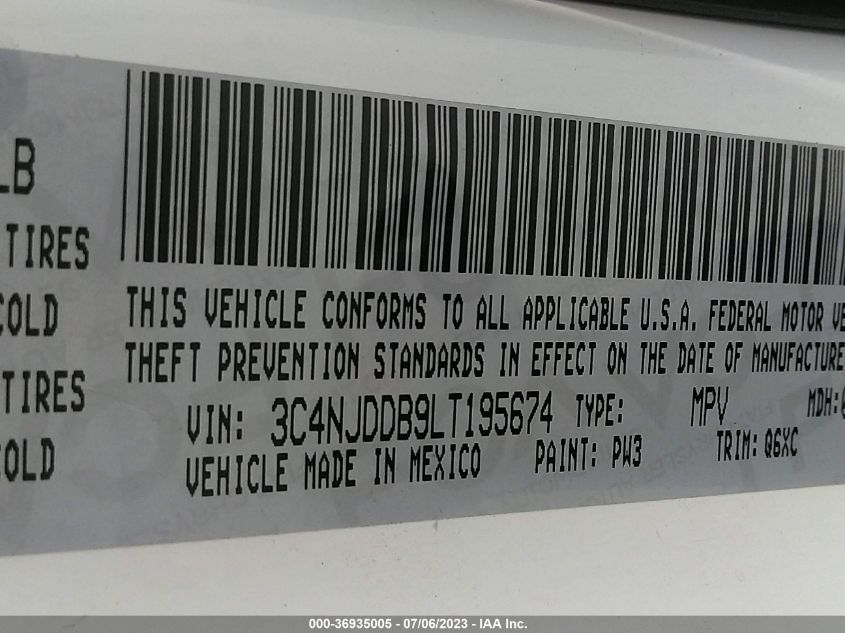 LB
TIRES
COLD
TIRES
COLD
THIS VEHICLE CONFORMS TO ALL APPLICABLE U.S.A. FEDERAL MOTOR VE
THEFT PREVENTION STANDARDS IN EFFECT ON THE DATE OF MANUFACTURE
VIN: 3C4NJDDB9LT195674 TYPE: MPV MDH:
VEHICLE MADE IN MEXICO PAINT: PW3 TRIM: Q6XC
000-36935005 - 07/06/2023 - IAA Inc.